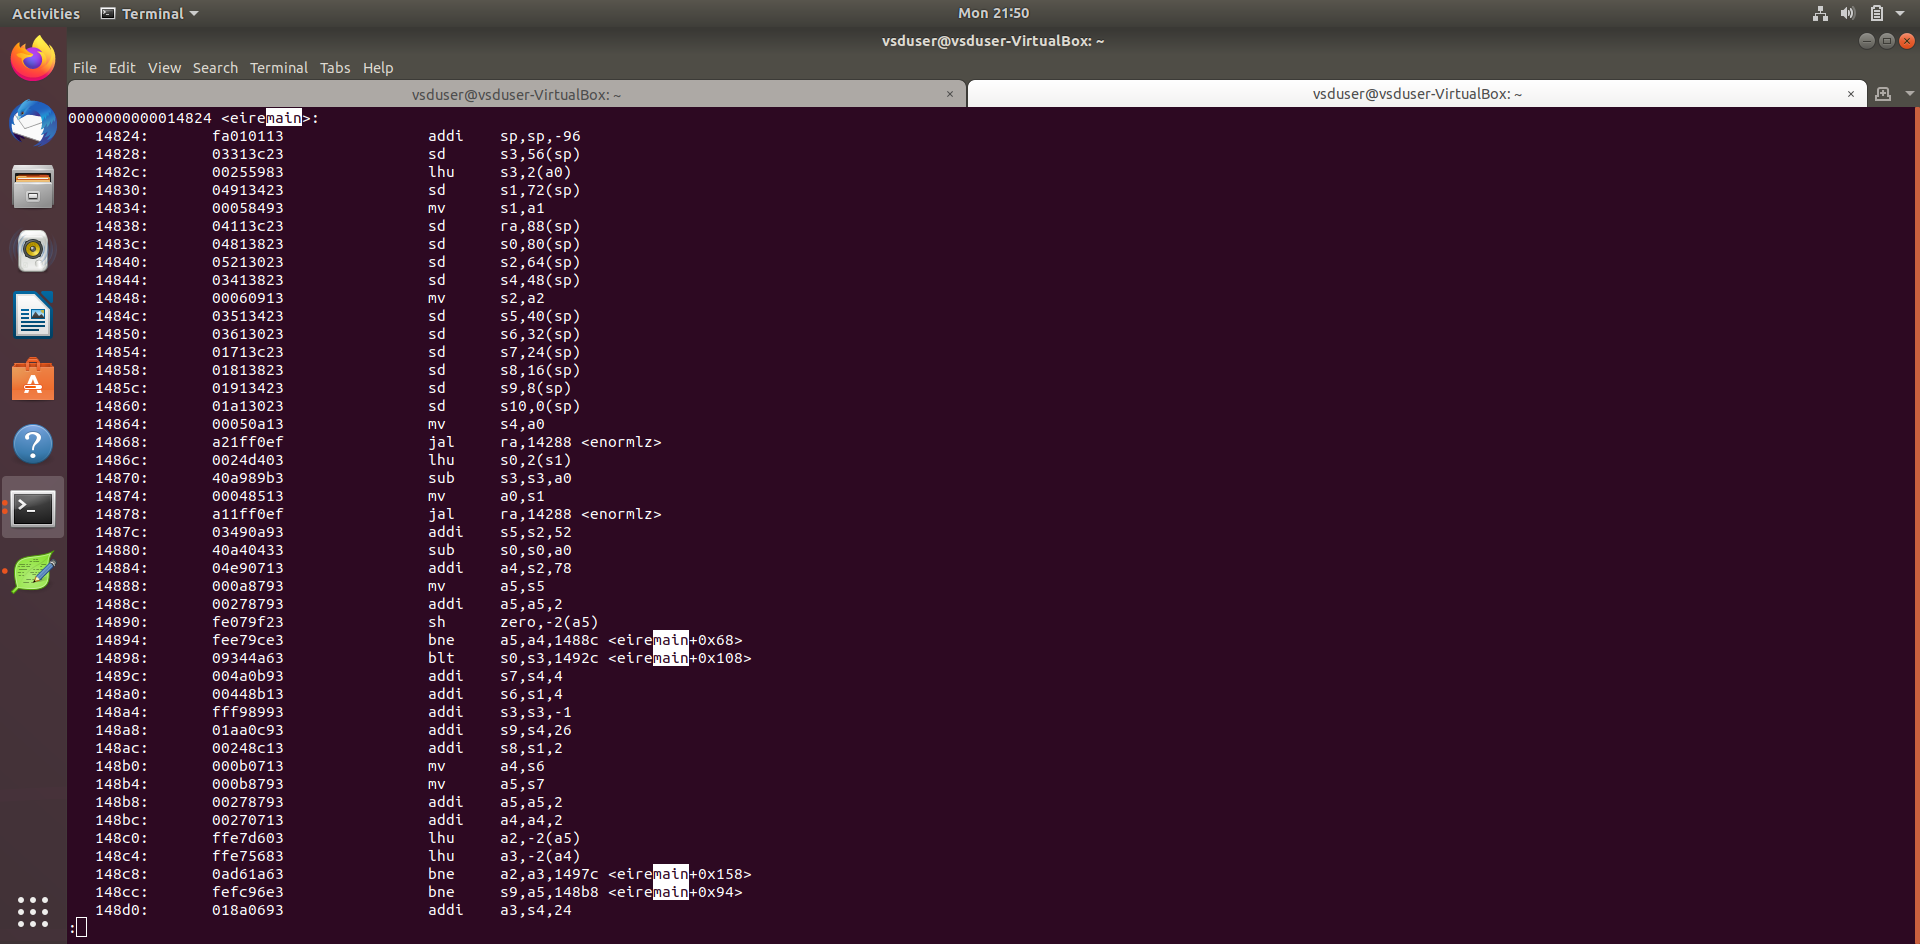 Activities Terminal Mon 21:50
vsduser@vsduser-VirtualBox: ~
File Edit View Search Terminal Tabs Help
vsduser@vsduser-VirtualBox: ~ × vsduser@vsduser-VirtualBox: ~ ×
0000000000014824 <eiremain>:
14824: fa010113 addi sp,sp,-96
14828: 03313c23 sd s3,56(sp)
1482c: 00255983 lhu s3,2(a0)
14830: 04913423 sd s1,72(sp)
14834: 00058493 mv s1,a1
14838: 04113c23 sd ra,88(sp)
1483c: 04813823 sd s0,80(sp)
14840: 05213023 sd s2,64(sp)
14844: 03413823 sd s4,48(sp)
14848: 00060913 mv s2,a2
1484c: 03513423 sd s5,40(sp)
14850: 03613023 sd s6,32(sp)
14854: 01713c23 sd s7,24(sp)
14858: 01813823 sd s8,16(sp)
1485c: 01913423 sd s9,8(sp)
14860: 01a13023 sd s10,0(sp)
14864: 00050a13 mv s4,a0
14868: a21ff0ef jal ra,14288 <enormlz>
1486c: 0024d403 lhu s0,2(s1)
14870: 40a989b3 sub s3,s3,a0
14874: 00048513 mv a0,s1
14878: a11ff0ef jal ra,14288 <enormlz>
1487c: 03490a93 addi s5,s2,52
14880: 40a40433 sub s0,s0,a0
14884: 04e90713 addi a4,s2,78
14888: 000a8793 mv a5,s5
1488c: 00278793 addi a5,a5,2
14890: fe079f23 sh zero,-2(a5)
14894: fee79ce3 bne a5,a4,1488c <eiremain+0x68>
14898: 09344a63 blt s0,s3,1492c <eiremain+0x108>
1489c: 004a0b93 addi s7,s4,4
148a0: 00448b13 addi s6,s1,4
148a4: fff98993 addi s3,s3,-1
148a8: 01aa0c93 addi s9,s4,26
148ac: 00248c13 addi s8,s1,2
148b0: 000b0713 mv a4,s6
148b4: 000b8793 mv a5,s7
148b8: 00278793 addi a5,a5,2
148bc: 00270713 addi a4,a4,2
148c0: ffe7d603 lhu a2,-2(a5)
148c4: ffe75683 lhu a3,-2(a4)
148c8: 0ad61a63 bne a2,a3,1497c <eiremain+0x158>
148cc: fefc96e3 bne s9,a5,148b8 <eiremain+0x94>
148d0: 018a0693 addi a3,s4,24
: